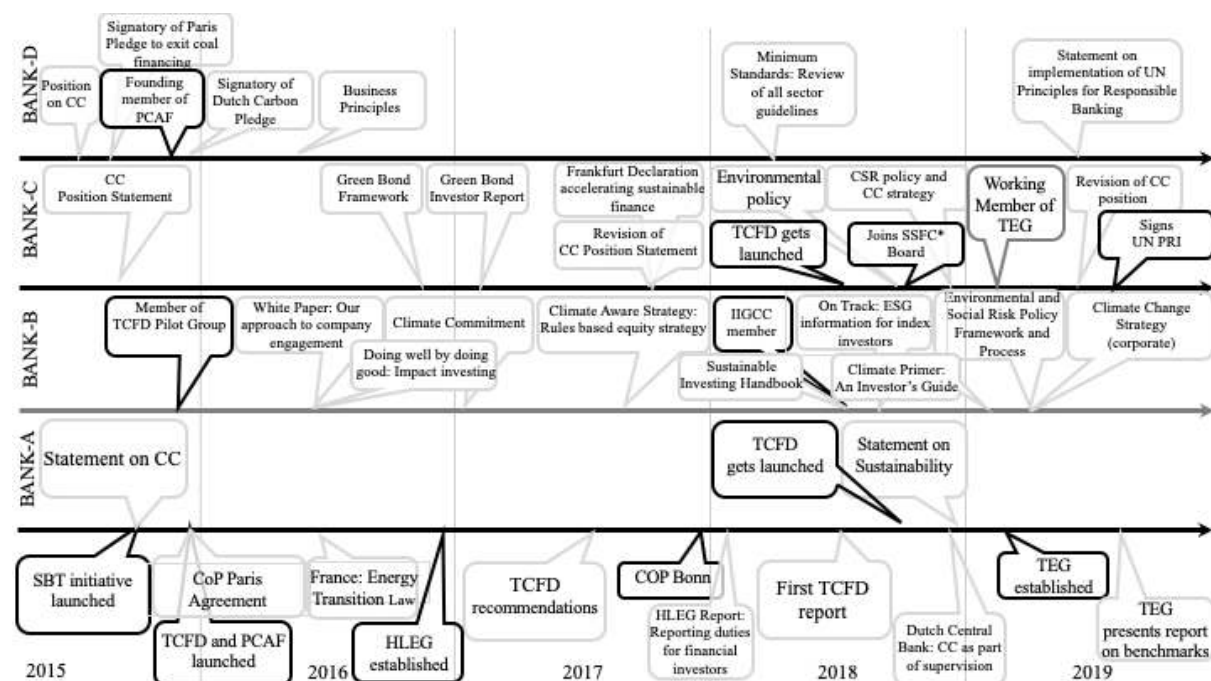 BANK-D
Signatory of Paris
Pledge to exit coal
financing
Position
on CC
Founding
member of
PCAF
Signatory of
Dutch Carbon
Pledge
Business
Principles
Minimum
Standards: Review
of all sector
guidelines
Statement on
implementation of UN
Principles for Responsible
Banking
BANK-C
CC
Position Statement
Green Bond
Framework
Green Bond
Investor Report
Frankfurt Declaration
accelerating sustainable
finance
Revision of
CC Position Statement
Environmental
policy
TCFD gets
launched
CSR policy and
CC strategy
Joins SSFC*
Board
Working
Member of
TEG
Revision of CC
position
Signs
UN PRI
BANK-B
Member of
TCFD Pilot Group
White Paper: Our
approach to company
engagement
Climate Commitment
Doing well by doing
good: Impact investing
Climate Aware Strategy:
Rules based equity strategy
IIGCC
member
Sustainable
Investing Handbook
On Track: ESG
information for index
investors
Climate Primer:
An Investor's Guide
Environmental and
Social Risk Policy
Framework and
Process
Climate Change
Strategy
(corporate)
BANK-A
Statement on CC
TCFD
gets launched
Statement on
Sustainability
SBT initiative
launched
CoP Paris
Agreement
TCFD and PCAF
launched
France: Energy
Transition Law
HLEG
established
TCFD
recommendations
COP Bonn
HLEG Report:
Reporting duties
for financial
investors
First TCFD
report
Dutch Central
Bank: CC as part
of supervision
TEG
established
TEG
presents report
on benchmarks
2015
2016
2017
2018
2019